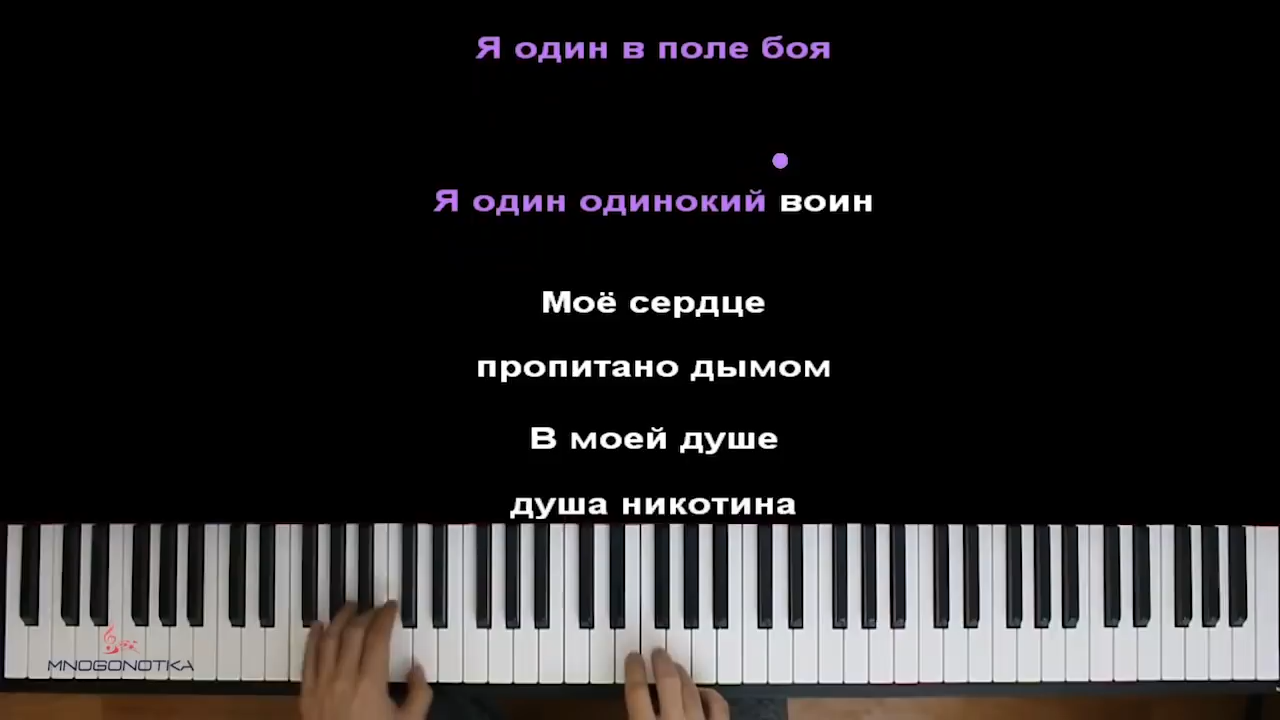 Я один в поле боя
Я один одинокий воин
Моё сердце
пропитано дымом
В моей душе
душа никотина
MNOGONOTKA